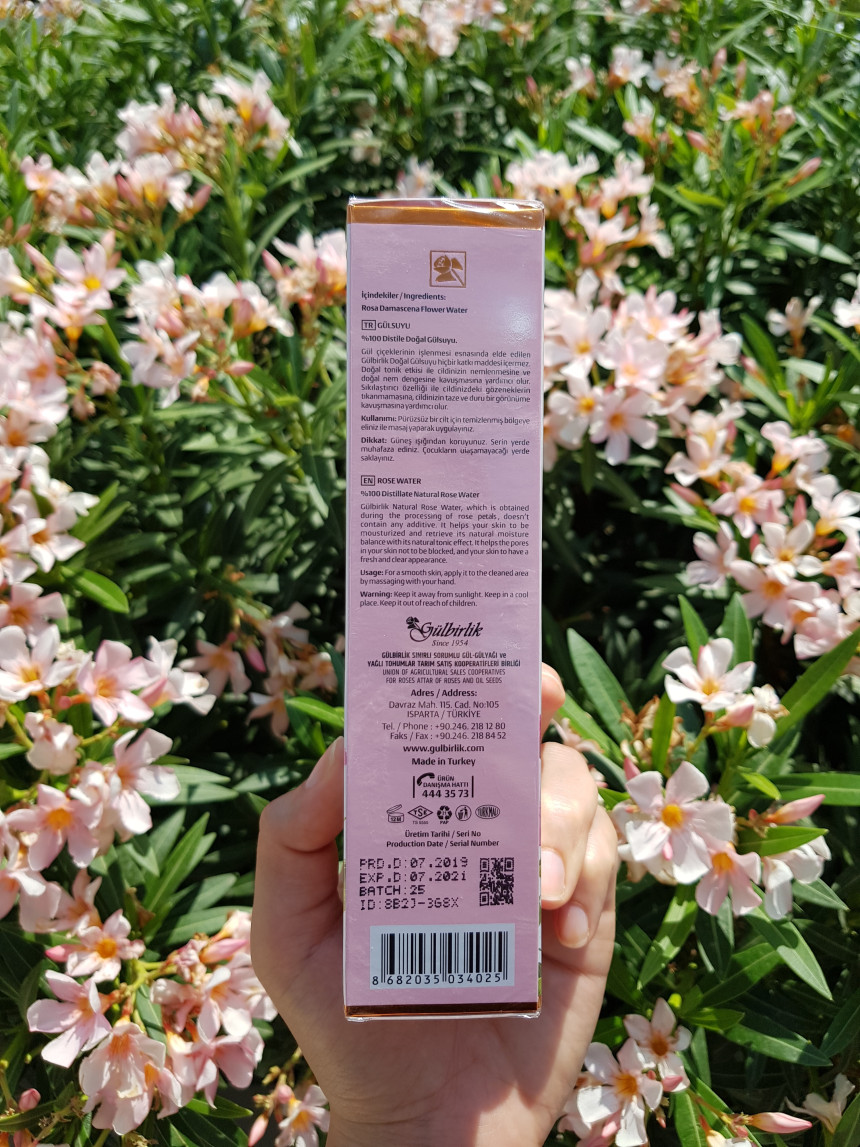 İçindekiler / Ingredients:
Rosa Damascena Flower Water
TR GÜLSUYU
%100 Distile Doğal Gülsuyu.
Gül çiçeklerinin işlenmesi esnasında elde edilen
Gülbirlik Doğal Gülsuyu hiçbir katkı maddesi içermez.
Doğal tonik etkisi ile cildinizin nemlenmesine ve
doğal nem dengesine kavuşmasına yardımcı olur.
Sıkılaştırıcı özelliği ile cildinizdeki gözeneklerin
tıkanmasına, cildinizin taze ve duru bir görünüme
kavuşmasına yardımcı olur.
Kullanımı: Pürüzsüz bir cilt için temizlenmiş bölgeye
eliniz ile masaj yaparak uygulayınız.
Dikkat: Güneş ışığından koruyunuz. Serin yerde
muhafaza ediniz. Çocukların ulaşamayacağı yerde
saklayınız.
EN ROSE WATER
%100 Distillate Natural Rose Water
Gülbirlik Natural Rose Water, which is obtained
during the processing of rose petals, doesn't
contain any additive. It helps your skin to be
mousturized and retrieve its natural moisture
balance with its natural tonic effect. It helps the pores
in your skin not to be blocked, and your skin to have a
fresh and clear appearance.
Usage: For a smooth skin, apply it to the cleaned area
by massaging with your hand.
Warning: Keep it away from sunlight. Keep in a cool
place. Keep it out of reach of children.
Gülbirlik
Since 1954
GÜLBİRLİK SINIRLI SORUMLU GÜL-GÜLYAĞI ve
YAĞLI TOHUMLAR TARIM SATIŞ KOOPERATİFLERİ BİRLİĞİ
UNION OF AGRICULTURAL SALES COOPERATIVES
FOR ROSES ATTAR OF ROSES AND OIL SEEDS
Adres / Address:
Davraz Mah. 115. Cad. No:105
ISPARTA / TÜRKİYE
Tel. / Phone : +90.246. 218 12 80
Faks / Fax : +90.246. 218 84 52
www.gulbirlik.com
Made in Turkey
ÜRÜN
DANIŞMA HATTI
444 35 73
12 M TSE PAP
Üretim Tarihi / Seri No
Production Date / Serial Number
PRD.D:07.2019
EXP.D:07.2021
BATCH:25
ID:8B2J-3G8X
8 682035 034025